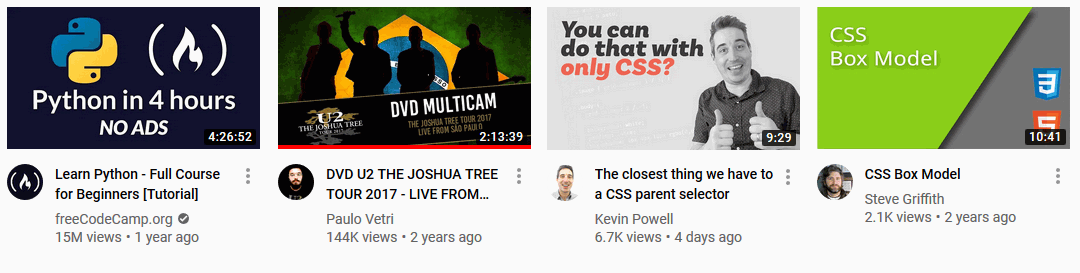 Python in 4 hours
NO ADS
4:26:52
Learn Python - Full Course
for Beginners [Tutorial]
freeCodeCamp.org
15M views • 1 year ago
DVD MULTICAM
U2
THE JOSHUA TREE
TOUR 2017
THE JOSHUA TREE TOUR 2017
LIVE FROM SÃO PAULO
2:13:39
DVD U2 THE JOSHUA TREE
TOUR 2017 - LIVE FROM...
Paulo Vetri
144K views • 2 years ago
You can
do that with
only CSS?
9:29
The closest thing we have to
a CSS parent selector
Kevin Powell
6.7K views • 4 days ago
CSS
Box Model
3
5
10:41
CSS Box Model
Steve Griffith
2.1K views • 2 years ago